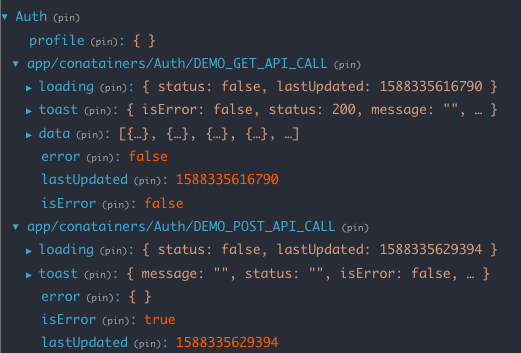 ▼ Auth (pin)
profile (pin): { }
▼ app/conatainers/Auth/DEMO_GET_API_CALL (pin)
▶ loading (pin): { status: false, lastUpdated: 1588335616790 }
▶ toast (pin): { isError: false, status: 200, message: "", … }
▶ data (pin): [{…}, {…}, {…}, {…}, …]
error (pin): false
lastUpdated (pin): 1588335616790
isError (pin): false
▼ app/conatainers/Auth/DEMO_POST_API_CALL (pin)
▶ loading (pin): { status: false, lastUpdated: 1588335629394 }
▶ toast (pin): { message: "", status: "", isError: false, … }
error (pin): { }
isError (pin): true
lastUpdated (pin): 1588335629394